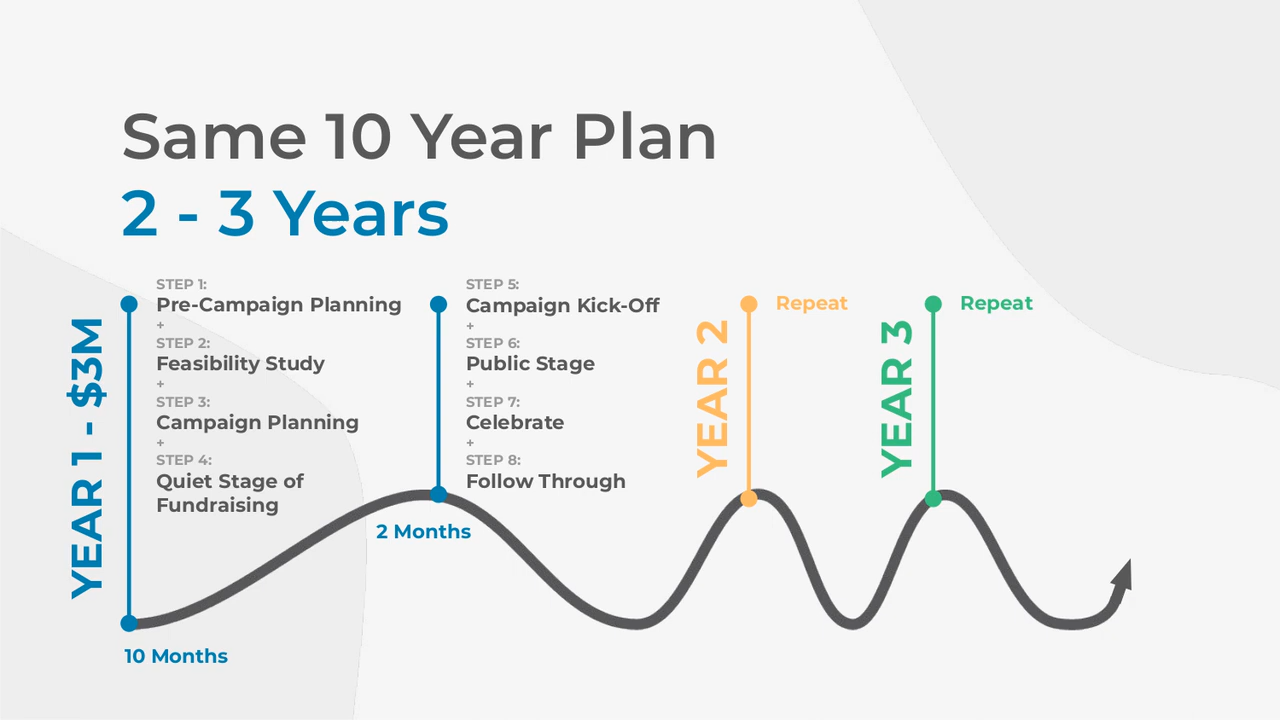 Same 10 Year Plan
2 - 3 Years
YEAR 1 - $3M
STEP 1:
Pre-Campaign Planning
+
STEP 2:
Feasibility Study
+
STEP 3:
Campaign Planning
+
STEP 4:
Quiet Stage of
Fundraising
10 Months
STEP 5:
Campaign Kick-Off
+
STEP 6:
Public Stage
+
STEP 7:
Celebrate
+
STEP 8:
Follow Through
2 Months
YEAR 2
Repeat
YEAR 3
Repeat